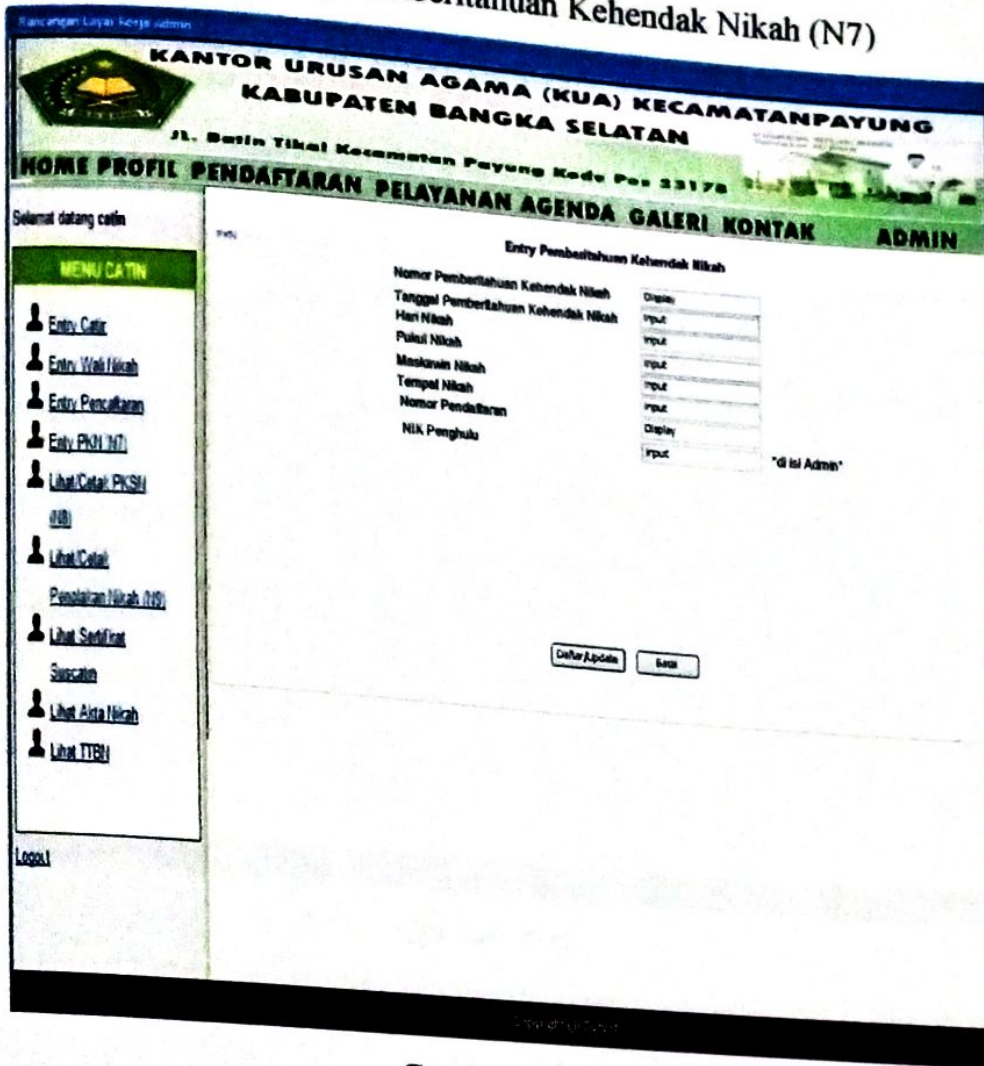 Kehendak Nikah (N7)
Rancangan Layar Kerja Admin
KANTOR URUSAN AGAMA (KUA) KECAMATANPAYUNG
KABUPATEN BANGKA SELATAN
JL. Batin Tikal Kecamatan Payung Kode Pos 33178
HOME PROFIL PENDAFTARAN PELAYANAN AGENDA GALERI KONTAK ADMIN
Selamat datang catin
MENU CATIN
Entry Catin
Entry Wali Nikah
Entry Pendaftaran
Entry PKN (N7)
Lihat/Cetak PKSN
(N8)
Lihat/Cetak
Penolakan Nikah (N9)
Lihat Sertifikat
Suscatin
Lihat Akta Nikah
Lihat TTBN
Logout
PKN
Entry Pemberitahuan Kehendak Nikah
Nomor Pemberitahuan Kehendak Nikah Display
Tanggal Pemberitahuan Kehendak Nikah input
Hari Nikah input
Pukul Nikah input
Maskawin Nikah input
Tempat Nikah input
Nomor Pendaftaran Display
NIK Penghulu input "di isi Admin"
Daftar/Update Batal